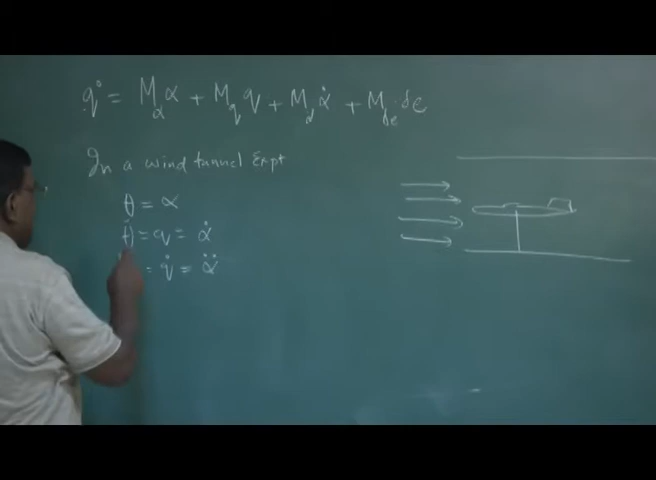 q̇ = M_α α + M_q q + M_α̇ α̇ + M_δe · δe
In a wind tunnel Expt
θ = α
θ̇ = q = α̇
= q̇ = α̈